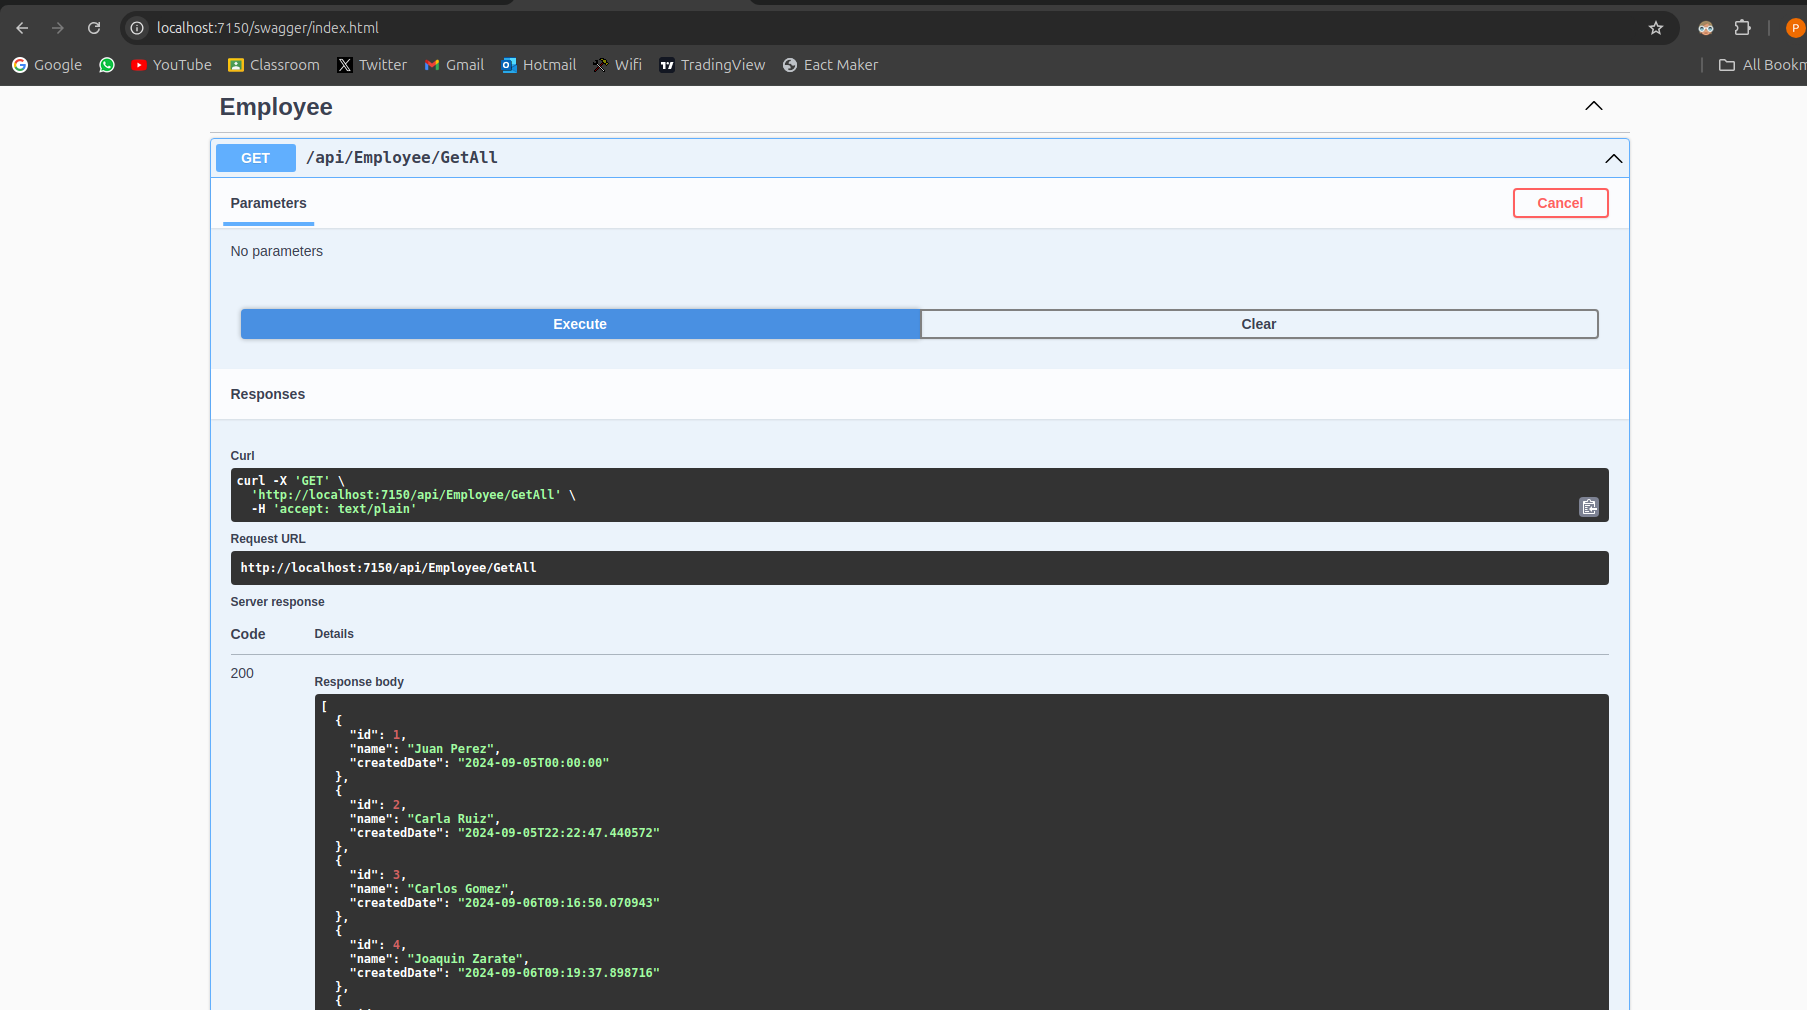 localhost:7150/swagger/index.html
P
Google YouTube Classroom Twitter Gmail Hotmail Wifi TradingView Eact Maker All Bookm
Employee
GET /api/Employee/GetAll
Parameters Cancel
No parameters
Execute Clear
Responses
Curl
curl -X 'GET' \
'http://localhost:7150/api/Employee/GetAll' \
-H 'accept: text/plain'
Request URL
http://localhost:7150/api/Employee/GetAll
Server response
Code Details
200
Response body
[
{
"id": 1,
"name": "Juan Perez",
"createdDate": "2024-09-05T00:00:00"
},
{
"id": 2,
"name": "Carla Ruiz",
"createdDate": "2024-09-05T22:22:47.440572"
},
{
"id": 3,
"name": "Carlos Gomez",
"createdDate": "2024-09-06T09:16:50.070943"
},
{
"id": 4,
"name": "Joaquin Zarate",
"createdDate": "2024-09-06T09:19:37.898716"
},
{